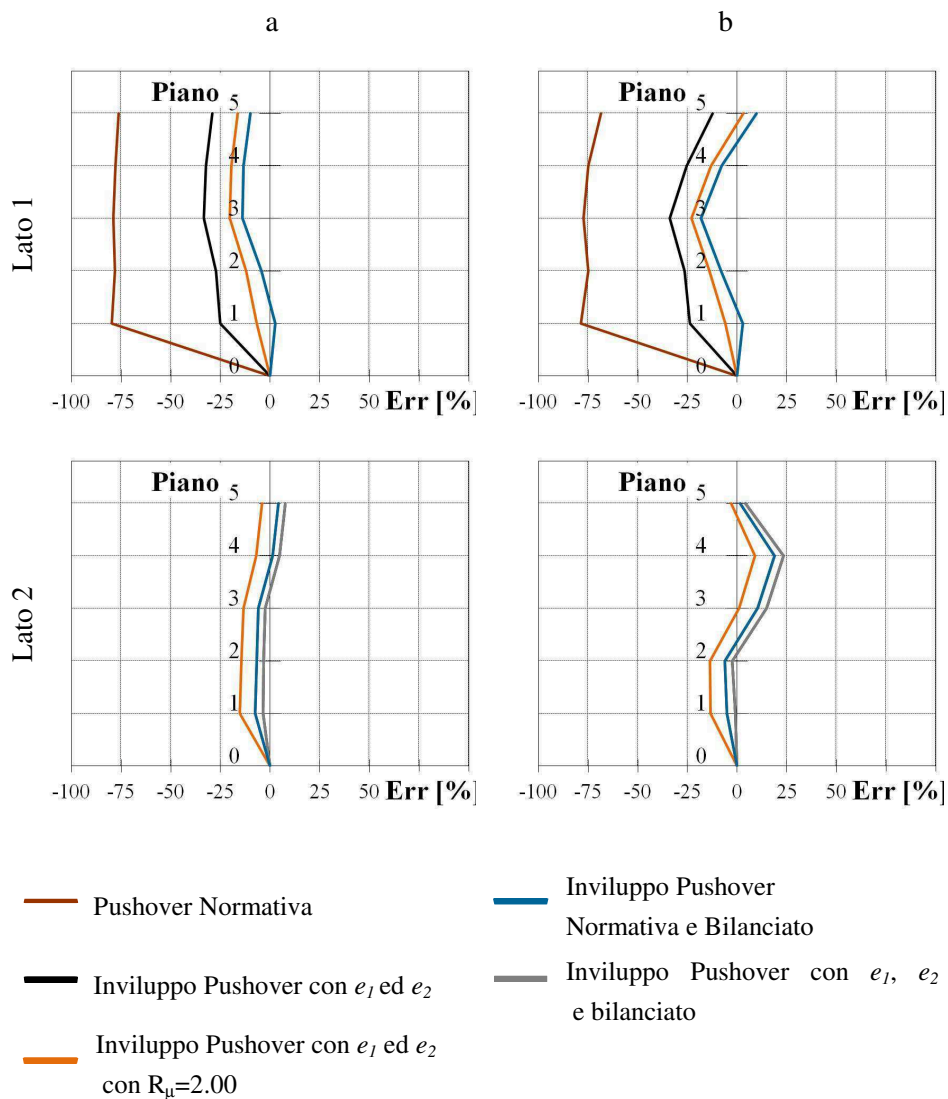 a
b
Lato 1
Piano
5
4
3
2
1
0
-100 -75 -50 -25 0 25 Err [%]
Piano
5
4
3
2
1
0
-100 -75 -50 -25 0 25 50 Err [%]
Lato 2
Piano
5
4
3
2
1
0
-100 -75 -50 -25 0 25 50 Err [%]
Piano
5
4
3
2
1
0
-100 -75 -50 -25 0 25 50 Err [%]
Pushover Normativa
Inviluppo Pushover con e1 ed e2
Inviluppo Pushover con e1 ed e2
con Rμ=2.00
Inviluppo Pushover
Normativa e Bilanciato
Inviluppo Pushover con e1, e2
e bilanciato